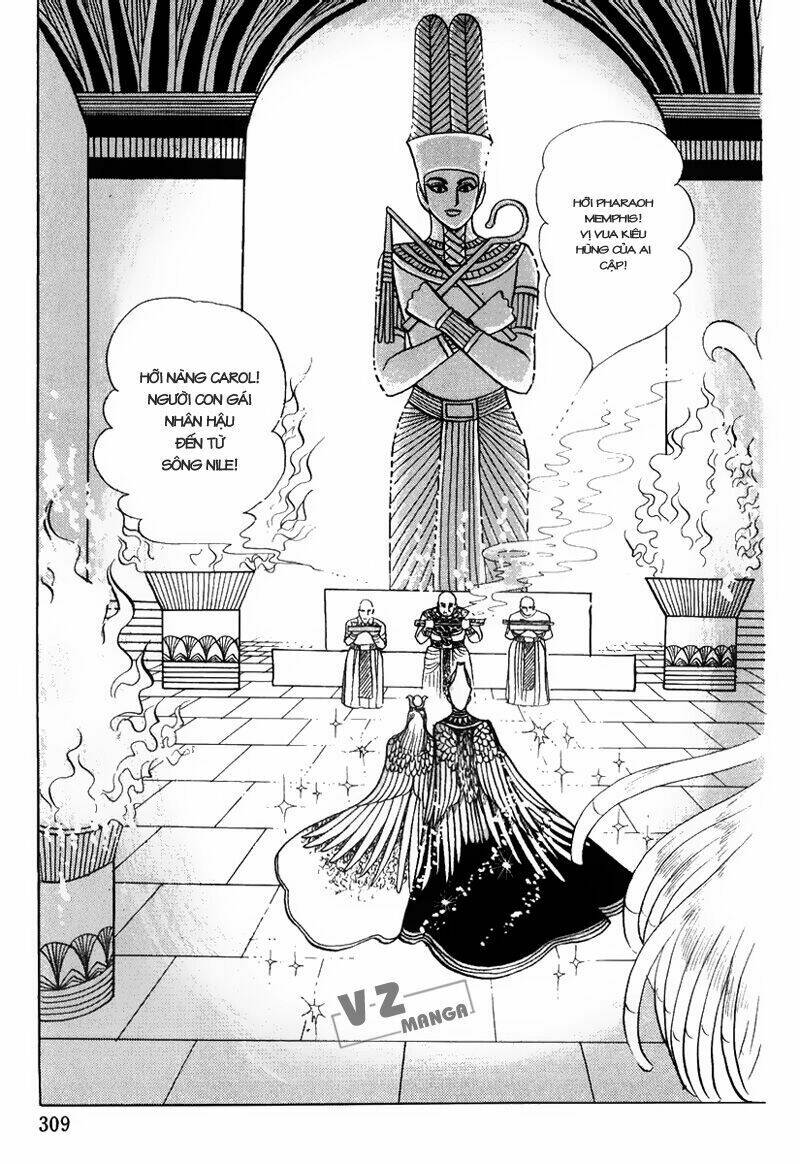 HỠI PHARAOH
MEMPHIS!
VỊ VUA KIÊU
HÙNG CỦA AI
CẬP!
HỠI NÀNG CAROL!
NGƯỜI CON GÁI
NHÂN HẬU
ĐẾN TỪ
SÔNG NILE!
V-Z
MANGA
309